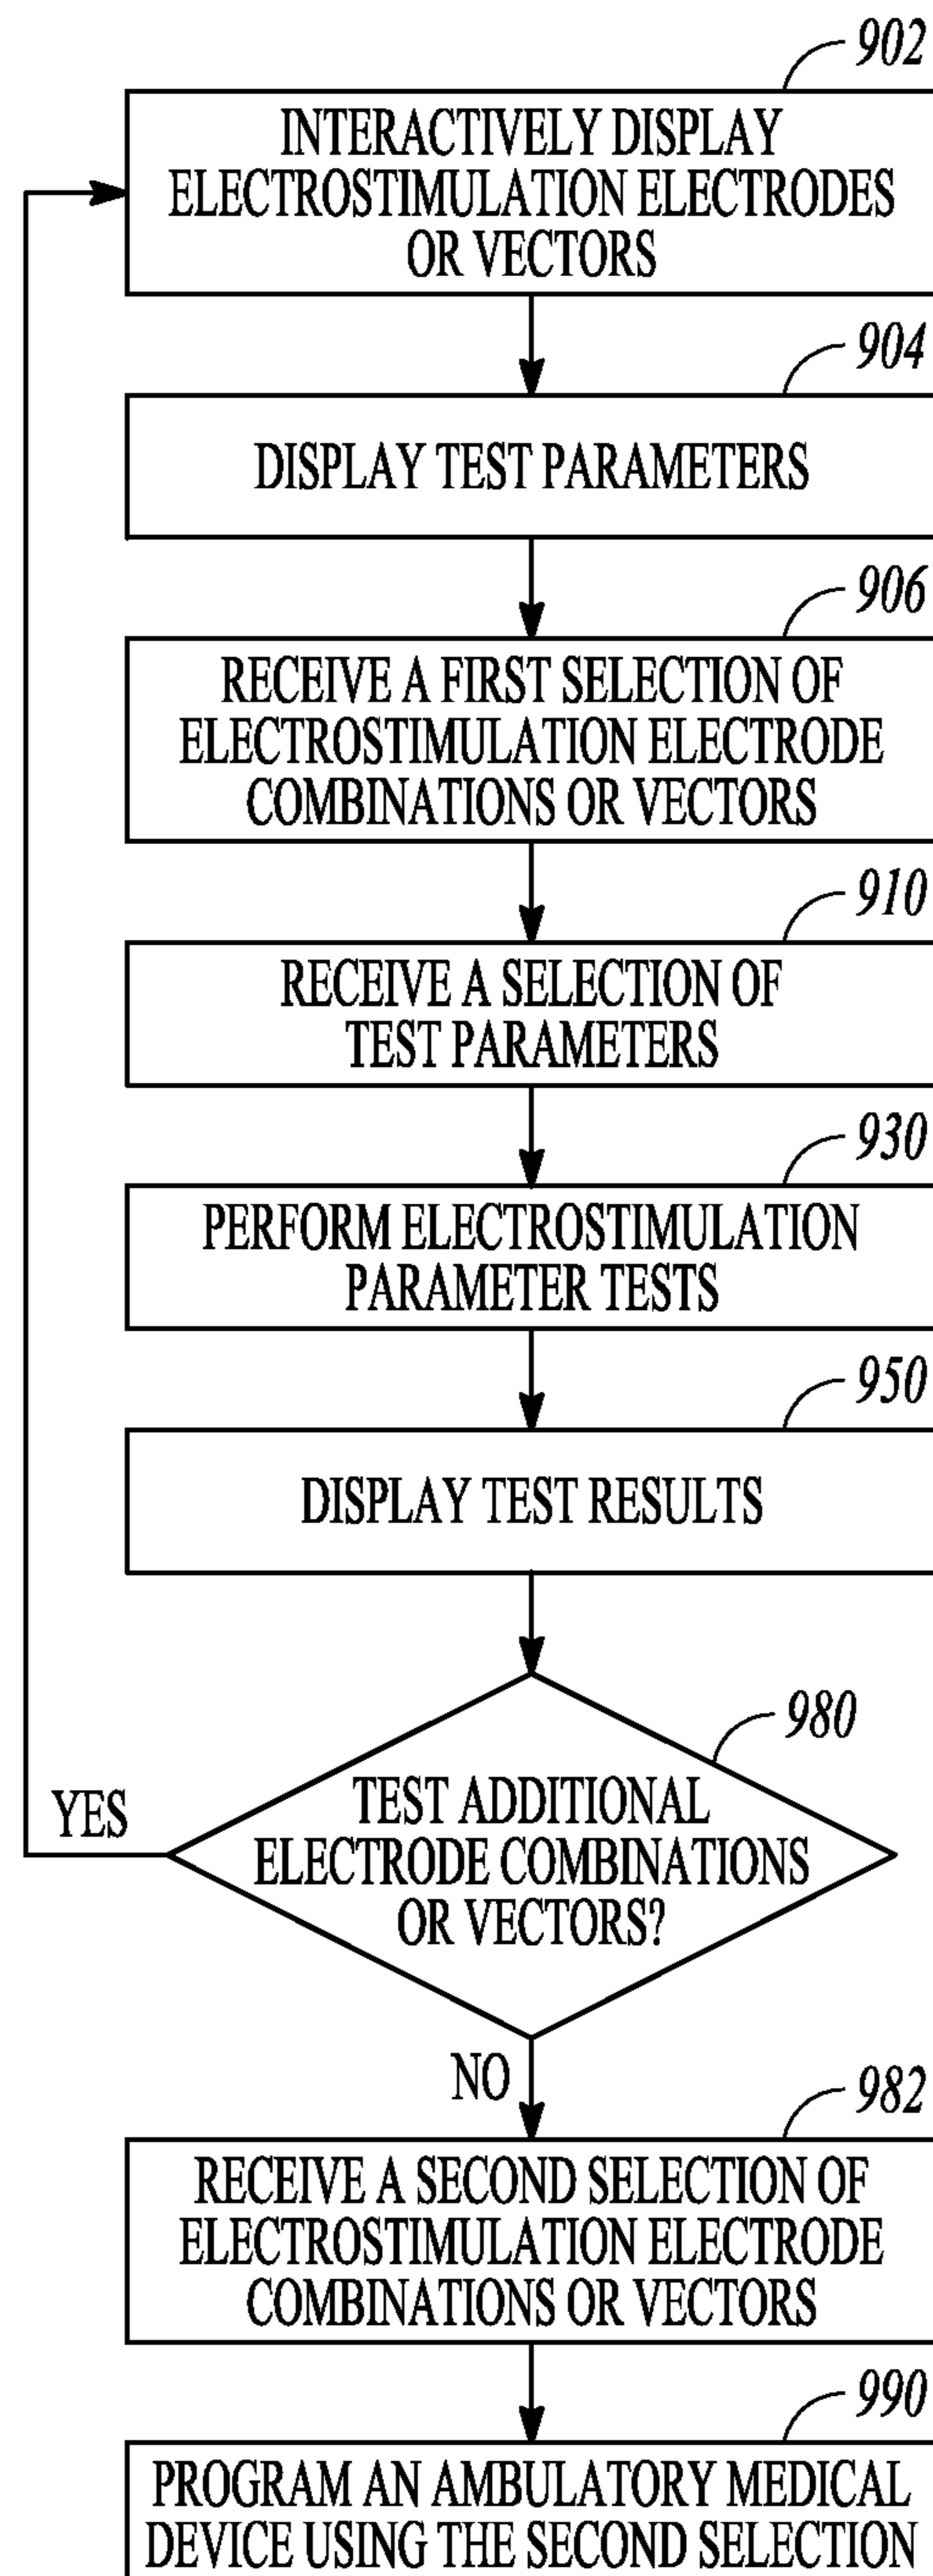 902
INTERACTIVELY DISPLAY
ELECTROSTIMULATION ELECTRODES
OR VECTORS
904
DISPLAY TEST PARAMETERS
906
RECEIVE A FIRST SELECTION OF
ELECTROSTIMULATION ELECTRODE
COMBINATIONS OR VECTORS
910
RECEIVE A SELECTION OF
TEST PARAMETERS
930
PERFORM ELECTROSTIMULATION
PARAMETER TESTS
950
DISPLAY TEST RESULTS
980
TEST ADDITIONAL
ELECTRODE COMBINATIONS
OR VECTORS?
YES
NO
982
RECEIVE A SECOND SELECTION OF
ELECTROSTIMULATION ELECTRODE
COMBINATIONS OR VECTORS
990
PROGRAM AN AMBULATORY MEDICAL
DEVICE USING THE SECOND SELECTION